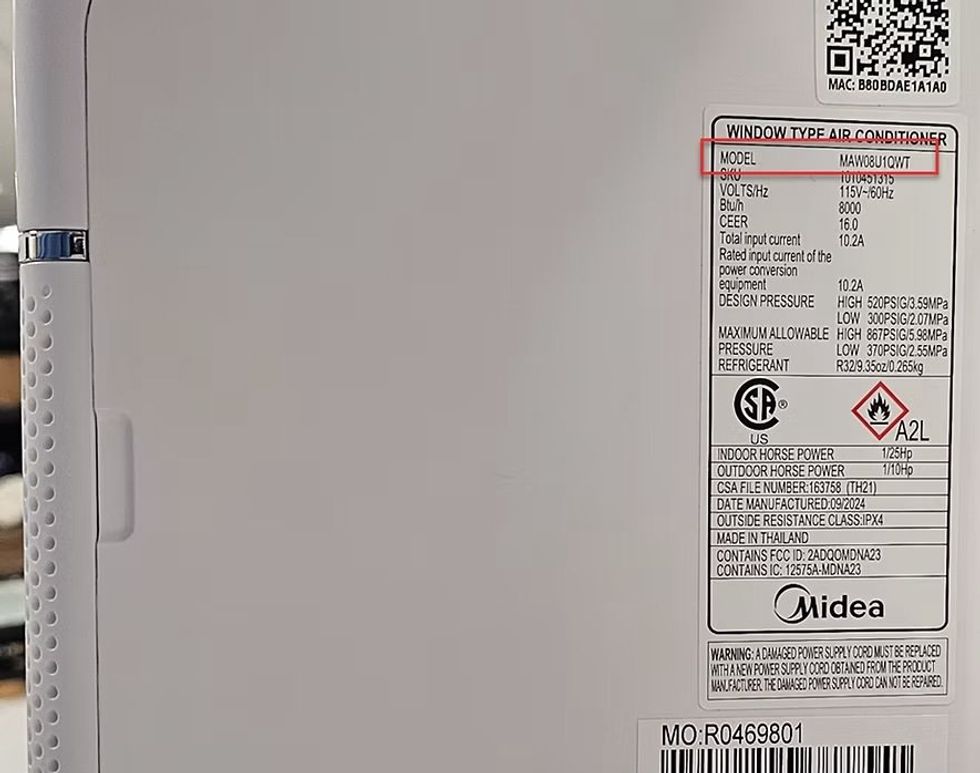 MAC: B80BDAE1A1A0
WINDOW TYPE AIR CONDITIONER
MODEL MAW08U1QWT
SKU 1010451315
VOLTS/Hz 115V~/60Hz
Btu/h 8000
CEER 16.0
Total input current 10.2A
Rated input current of the
power conversion
equipment 10.2A
DESIGN PRESSURE HIGH 520PSIG/3.59MPa
LOW 300PSIG/2.07MPa
MAXIMUM ALLOWABLE HIGH 867PSIG/5.98MPa
PRESSURE LOW 370PSIG/2.55MPa
REFRIGERANT R32/9.35oz/0.265kg
SA ®
US
A2L
INDOOR HORSE POWER 1/25Hp
OUTDOOR HORSE POWER 1/10Hp
CSA FILE NUMBER:163758 (TH21)
DATE MANUFACTURED:09/2024
OUTSIDE RESISTANCE CLASS:IPX4
MADE IN THAILAND
CONTAINS FCC ID: 2ADQOMDNA23
CONTAINS IC: 12575A-MDNA23
Midea
WARNING: A DAMAGED POWER SUPPLY CORD MUST BE REPLACED
WITH A NEW POWER SUPPLY CORD OBTAINED FROM THE PRODUCT
MANUFACTURER. THE DAMAGED POWER SUPPLY CORD CAN NOT BE REPAIRED.
MO:R0469801